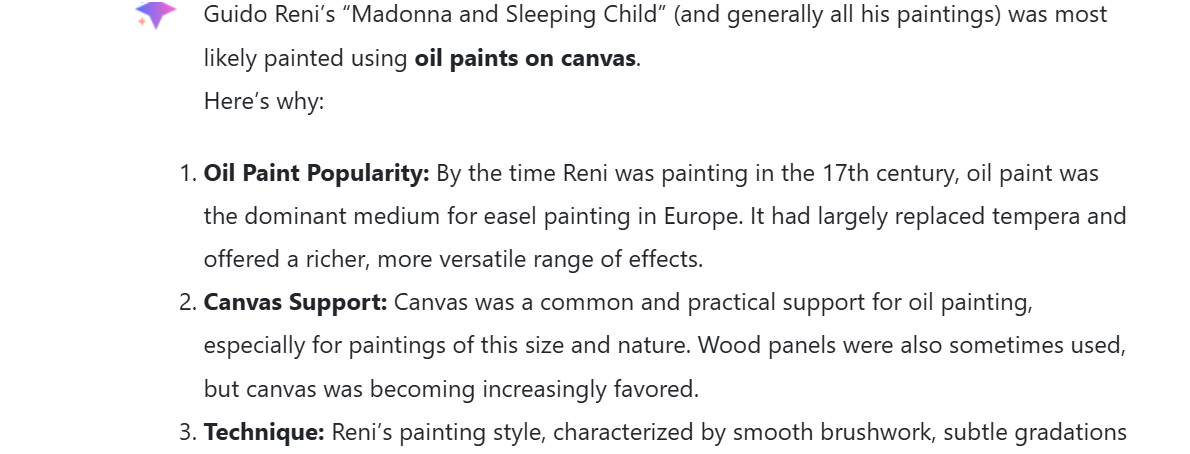 Guido Reni’s “Madonna and Sleeping Child” (and generally all his paintings) was most
likely painted using oil paints on canvas.
Here’s why:
1. Oil Paint Popularity: By the time Reni was painting in the 17th century, oil paint was
the dominant medium for easel painting in Europe. It had largely replaced tempera and
offered a richer, more versatile range of effects.
2. Canvas Support: Canvas was a common and practical support for oil painting,
especially for paintings of this size and nature. Wood panels were also sometimes used,
but canvas was becoming increasingly favored.
3. Technique: Reni’s painting style, characterized by smooth brushwork, subtle gradations